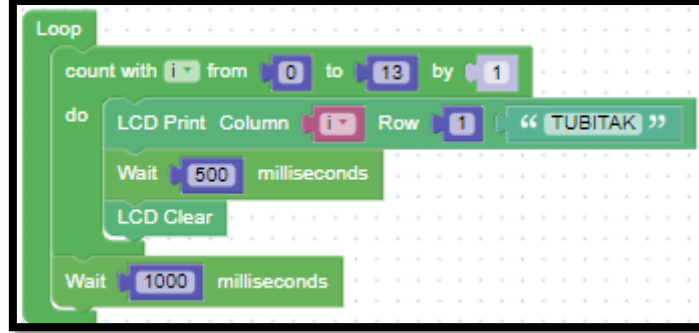 Loop
count with i from 0 to 13 by 1
do LCD Print Column i Row 1 “ TUBITAK ”
Wait 500 milliseconds
LCD Clear
Wait 1000 milliseconds